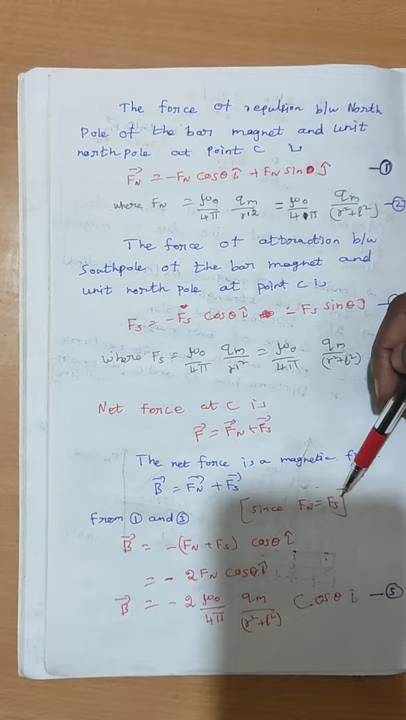 The force of repulsion b/w North
Pole of the bar magnet and unit
north pole at point C is
F⃗N = -FN cosθ î + FN sinθ ĵ — ①
where FN = μ0/4π qm/r'2 = μ0/4π qm/(r²+l²) — ②
The force of attraction b/w
Southpole of the bar magnet and
unit north pole at point C is
FS = -FS cosθ î - FS sinθ ĵ —
where FS = μ0/4π qm/r'2 = μ0/4π qm/(r²+l²)
Net force at C is
F⃗ = F⃗N + F⃗S
The net force is a magnetic
B⃗ = F⃗N + F⃗S
from ① and ③ [since FN = FS]
B⃗ = -(FN + FS) cosθ î
= - 2FN cosθ î
B⃗ = - 2 μ0/4π qm/(r²+l²) cosθ î — ⑤